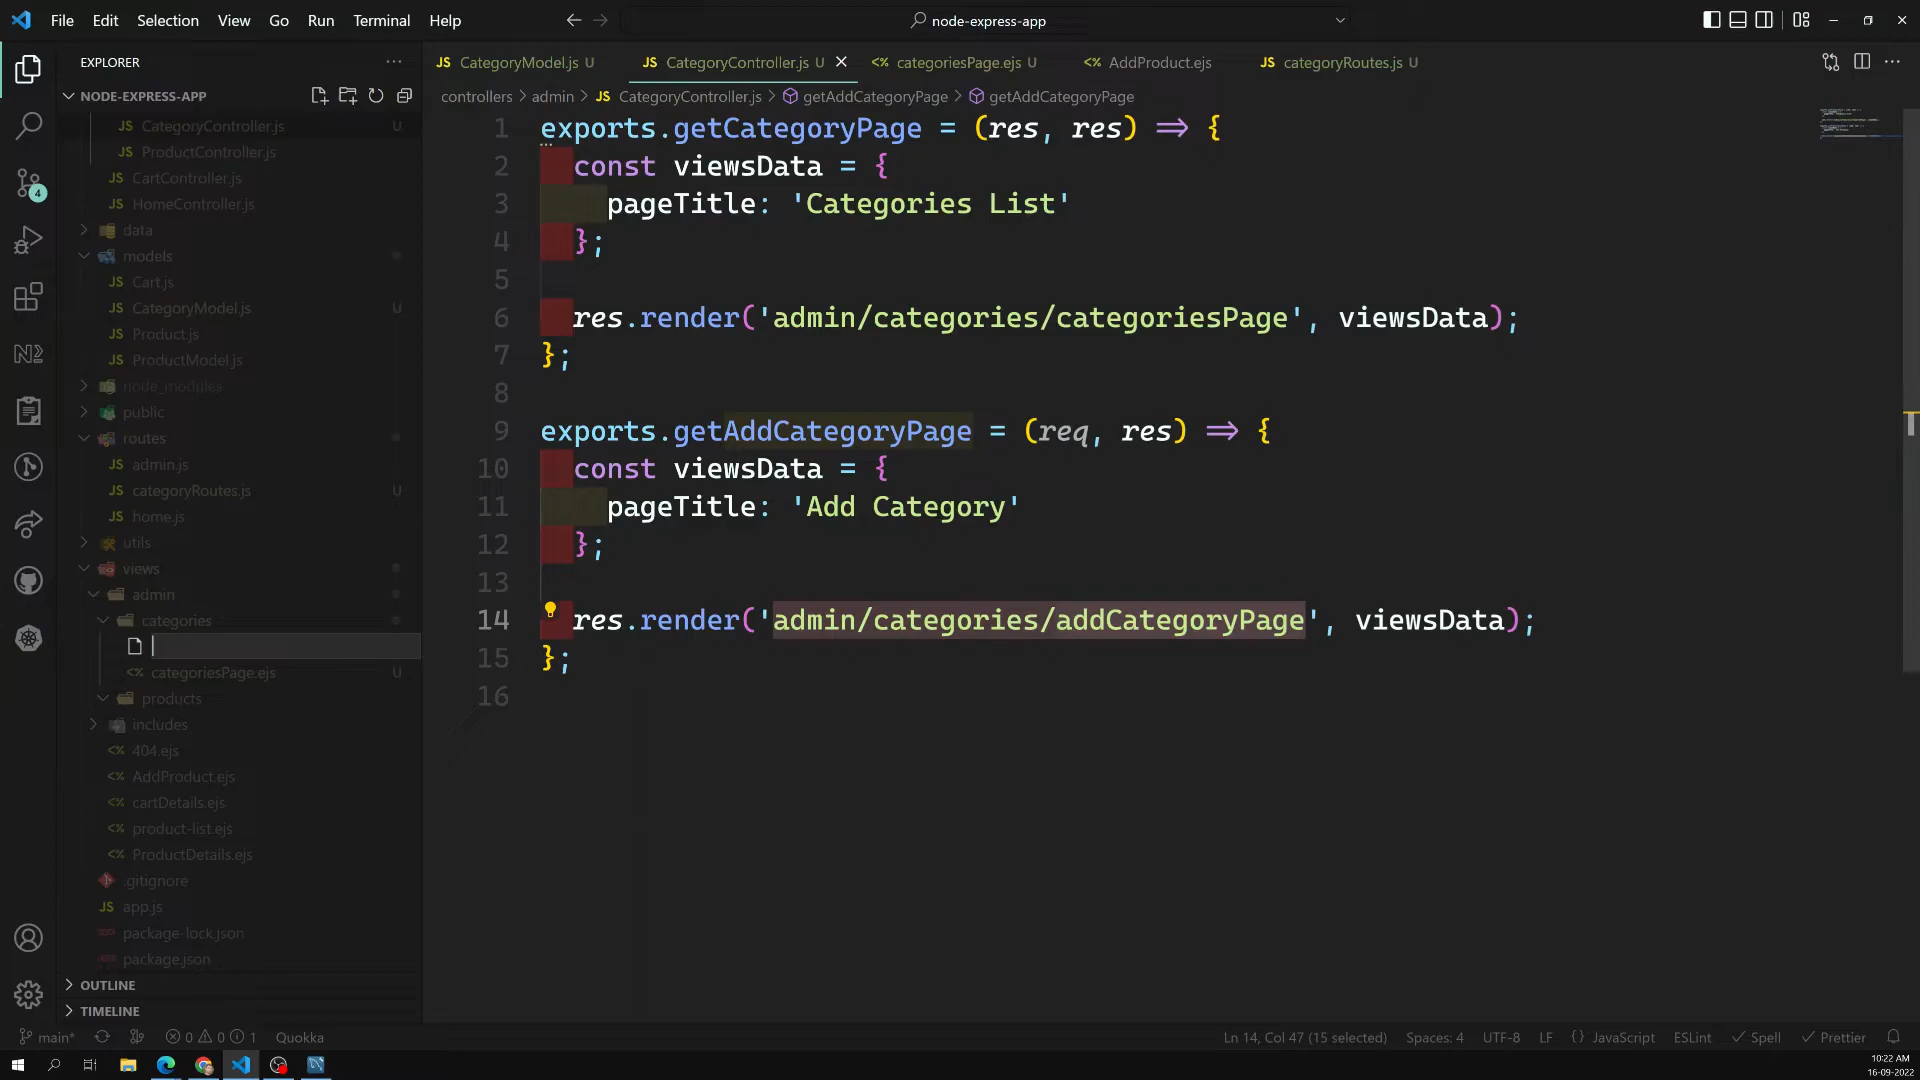 File Edit Selection View Go Run Terminal Help
node-express-app
EXPLORER
NODE-EXPRESS-APP
CategoryController.js U
ProductController.js
CartController.js
HomeController.js
data
models
Cart.js
CategoryModel.js U
Product.js
ProductModel.js
node_modules
public
routes
admin.js
categoryRoutes.js U
home.js
utils
views
admin
categories
categoriesPage.ejs U
products
includes
404.ejs
AddProduct.ejs
cartDetails.ejs
product-list.ejs
ProductDetails.ejs
.gitignore
app.js
package-lock.json
package.json
OUTLINE
TIMELINE
CategoryModel.js U CategoryController.js U categoriesPage.ejs U AddProduct.ejs categoryRoutes.js U
controllers > admin > JS CategoryController.js > getAddCategoryPage > getAddCategoryPage
1 exports.getCategoryPage = (res, res) => {
2 const viewsData = {
3 pageTitle: 'Categories List'
4 };
5
6 res.render('admin/categories/categoriesPage', viewsData);
7 };
8
9 exports.getAddCategoryPage = (req, res) => {
10 const viewsData = {
11 pageTitle: 'Add Category'
12 };
13
14 res.render('admin/categories/addCategoryPage', viewsData);
15 };
16
main* 0 0 1 Quokka Ln 14, Col 47 (15 selected) Spaces: 4 UTF-8 LF {} JavaScript ESLint Spell Prettier
10:22 AM
16-09-2022